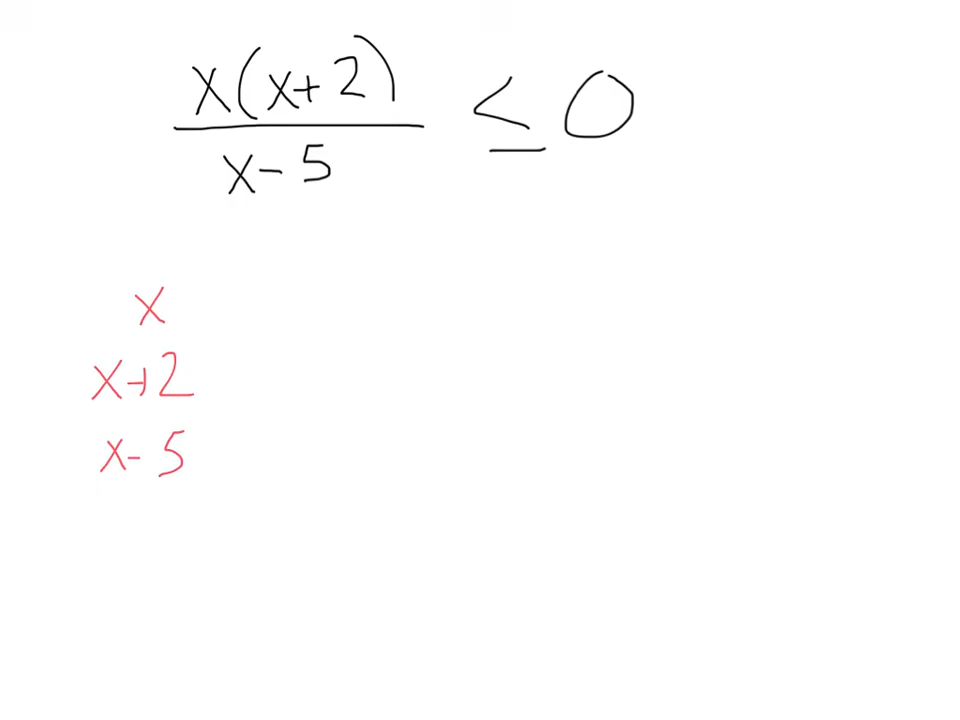 x(x+2)
x-5
≤ 0
x
x+2
x-5